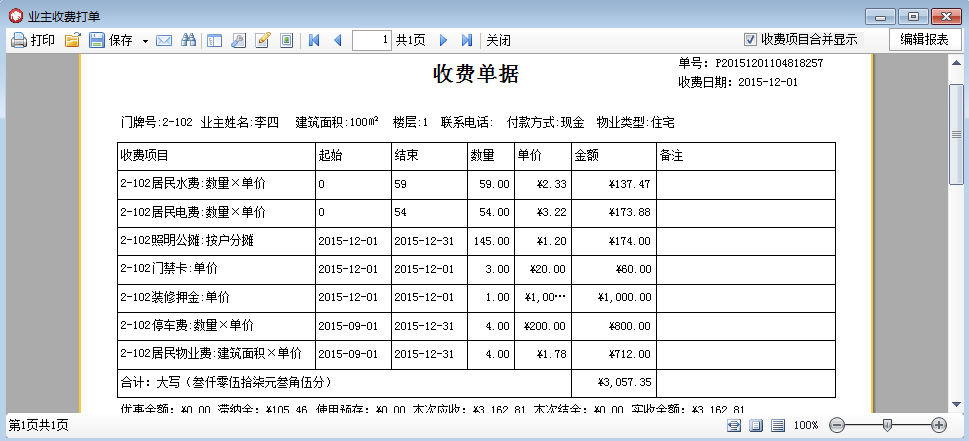 业主收费打单
打印 保存 1 共1页 关闭 收费项目合并显示 编辑报表
收费单据
单号: P20151201104818257
收费日期: 2015-12-01
门牌号:2-102 业主姓名:李四 建筑面积:100㎡ 楼层:1 联系电话: 付款方式:现金 物业类型:住宅
收费项目 起始 结束 数量 单价 金额 备注
2-102居民水费:数量×单价 0 59 59.00 ¥2.33 ¥137.47
2-102居民电费:数量×单价 0 54 54.00 ¥3.22 ¥173.88
2-102照明公摊:按户分摊 2015-12-01 2015-12-31 145.00 ¥1.20 ¥174.00
2-102门禁卡:单价 2015-12-01 2015-12-01 3.00 ¥20.00 ¥60.00
2-102装修押金:单价 2015-12-01 2015-12-01 1.00 ¥1,00… ¥1,000.00
2-102停车费:数量×单价 2015-09-01 2015-12-31 4.00 ¥200.00 ¥800.00
2-102居民物业费:建筑面积×单价 2015-09-01 2015-12-31 4.00 ¥1.78 ¥712.00
合计: 大写（叁仟零伍拾柒元叁角伍分） ¥3,057.35
优惠金额: ¥0.00 滞纳金: ¥105.46 使用预存: ¥0.00 本次应收: ¥3,162.81 本次结余: ¥0.00 实收金额: ¥3,162.81
第1页共1页 100%